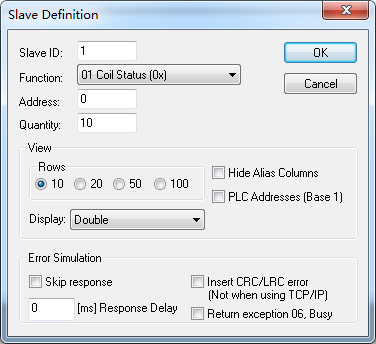 Slave Definition
Slave ID: 1
OK
Function: 01 Coil Status (0x)
Cancel
Address: 0
Quantity: 10
View
Rows
10 20 50 100
Hide Alias Columns
PLC Addresses (Base 1)
Display: Double
Error Simulation
Skip response
Insert CRC/LRC error
(Not when using TCP/IP)
0 [ms] Response Delay
Return exception 06, Busy